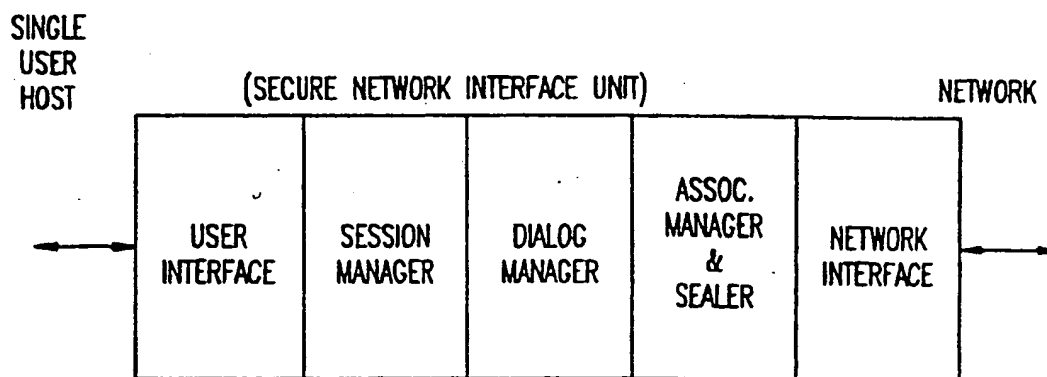 SINGLE
USER
HOST
(SECURE NETWORK INTERFACE UNIT)
NETWORK
USER
INTERFACE
SESSION
MANAGER
DIALOG
MANAGER
ASSOC.
MANAGER
&
SEALER
NETWORK
INTERFACE